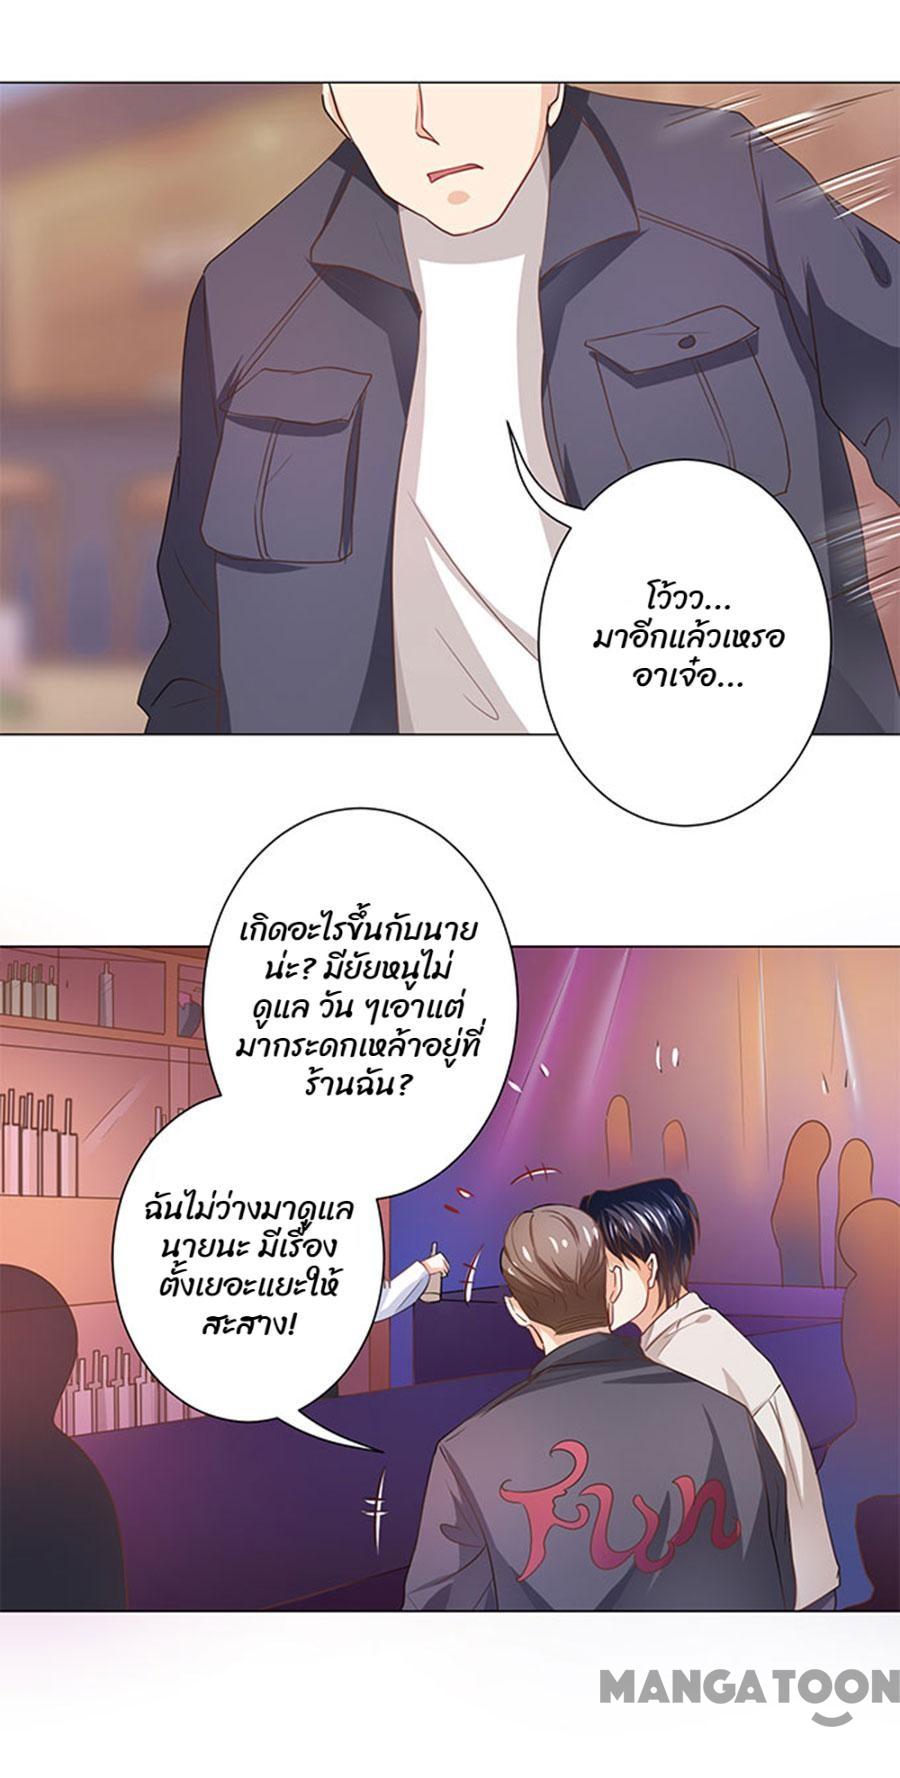 โว้วว...
มาอีกแล้วเหรอ
อาเจ๋อ...
เกิดอะไรขึ้นกับนาย
น่ะ? มียัยหนูไม่
ดูแล วัน ๆเอาแต่
มากระดกเหล้าอยู่ที่
ร้านฉัน?
ฉันไม่ว่างมาดูแล
นายนะ มีเรื่อง
ตั้งเยอะแยะให้
สะสาง!
Fun
MANGATOON